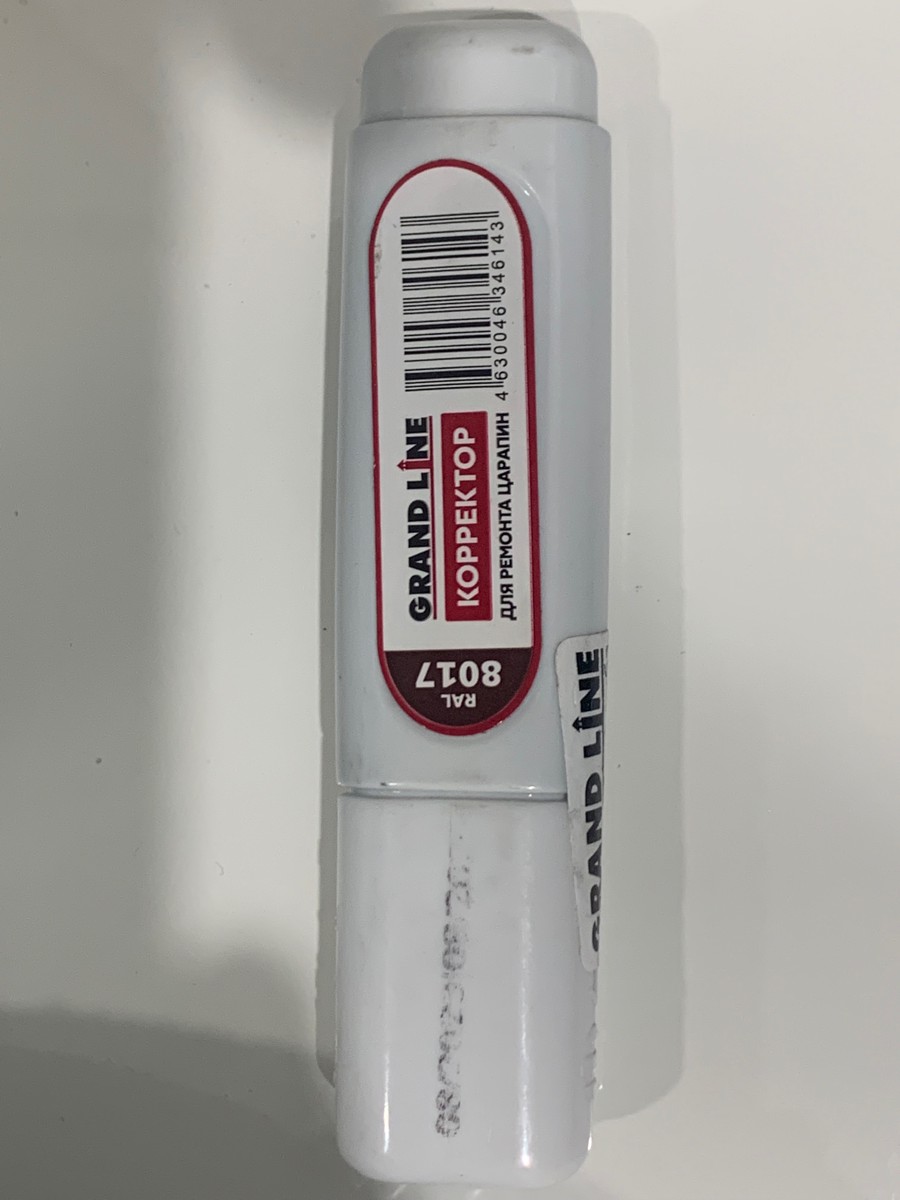 GRAND LINE
КОРРЕКТОР
ДЛЯ РЕМОНТА ЦАРАПИН
4 630046 346143
RAL
8017
GRAND LINE